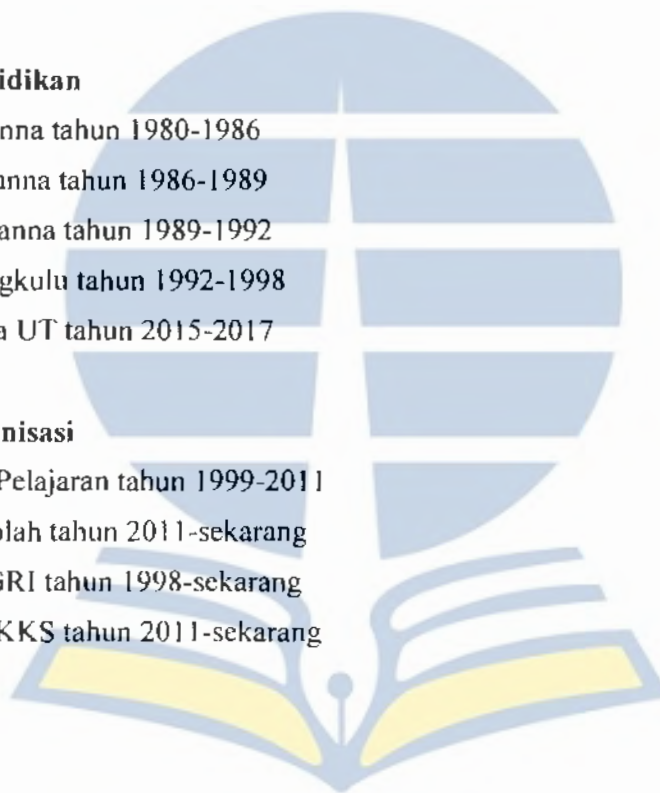 idikan
nna tahun 1980-1986
anna tahun 1986-1989
anna tahun 1989-1992
gkulu tahun 1992-1998
a UT tahun 2015-2017
nisasi
Pelajaran tahun 1999-2011
olah tahun 2011-sekarang
GRI tahun 1998-sekarang
KKS tahun 2011-sekarang